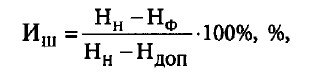 И_Ш = (Н_Н − Н_Ф) / (Н_Н − Н_ДОП) · 100%, %,